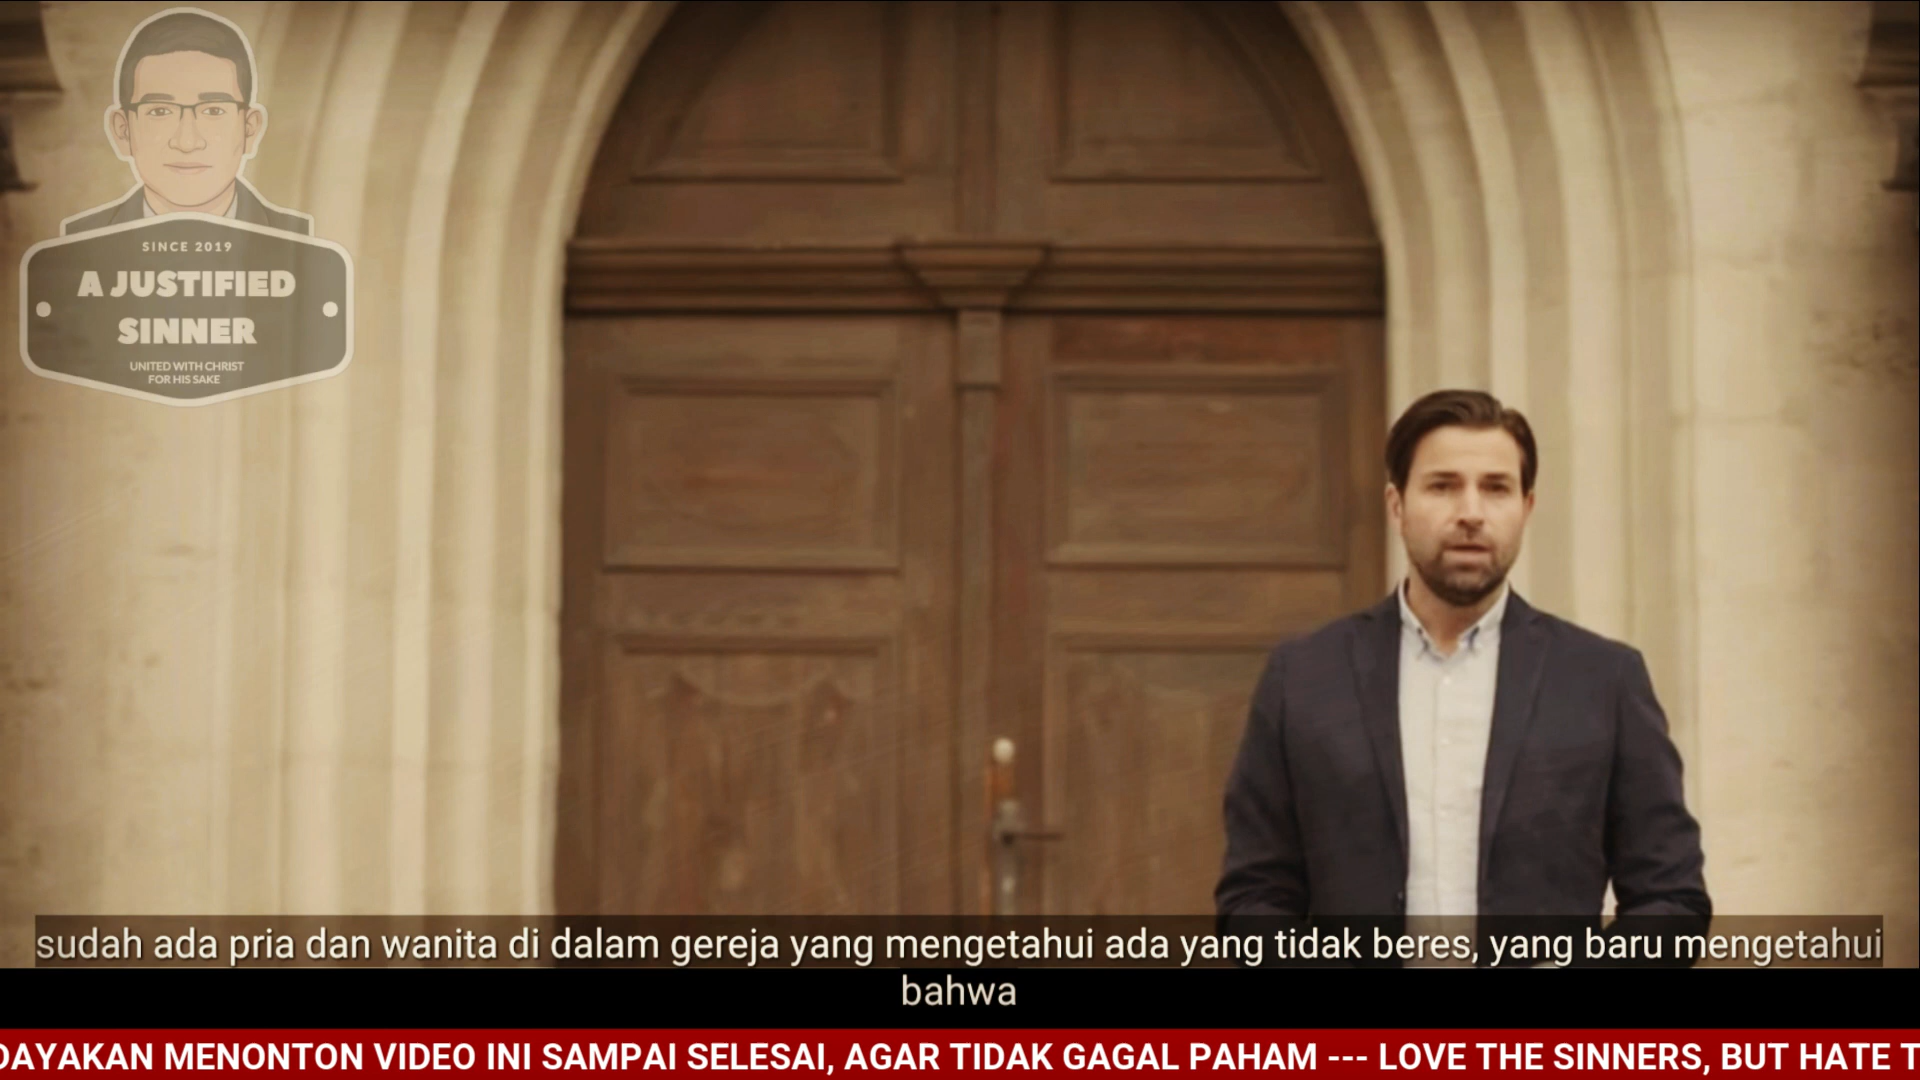 SINCE 2019
A JUSTIFIED
SINNER
UNITED WITH CHRIST
FOR HIS SAKE
sudah ada pria dan wanita di dalam gereja yang mengetahui ada yang tidak beres, yang baru mengetahui
bahwa
DAYAKAN MENONTON VIDEO INI SAMPAI SELESAI, AGAR TIDAK GAGAL PAHAM --- LOVE THE SINNERS, BUT HATE T